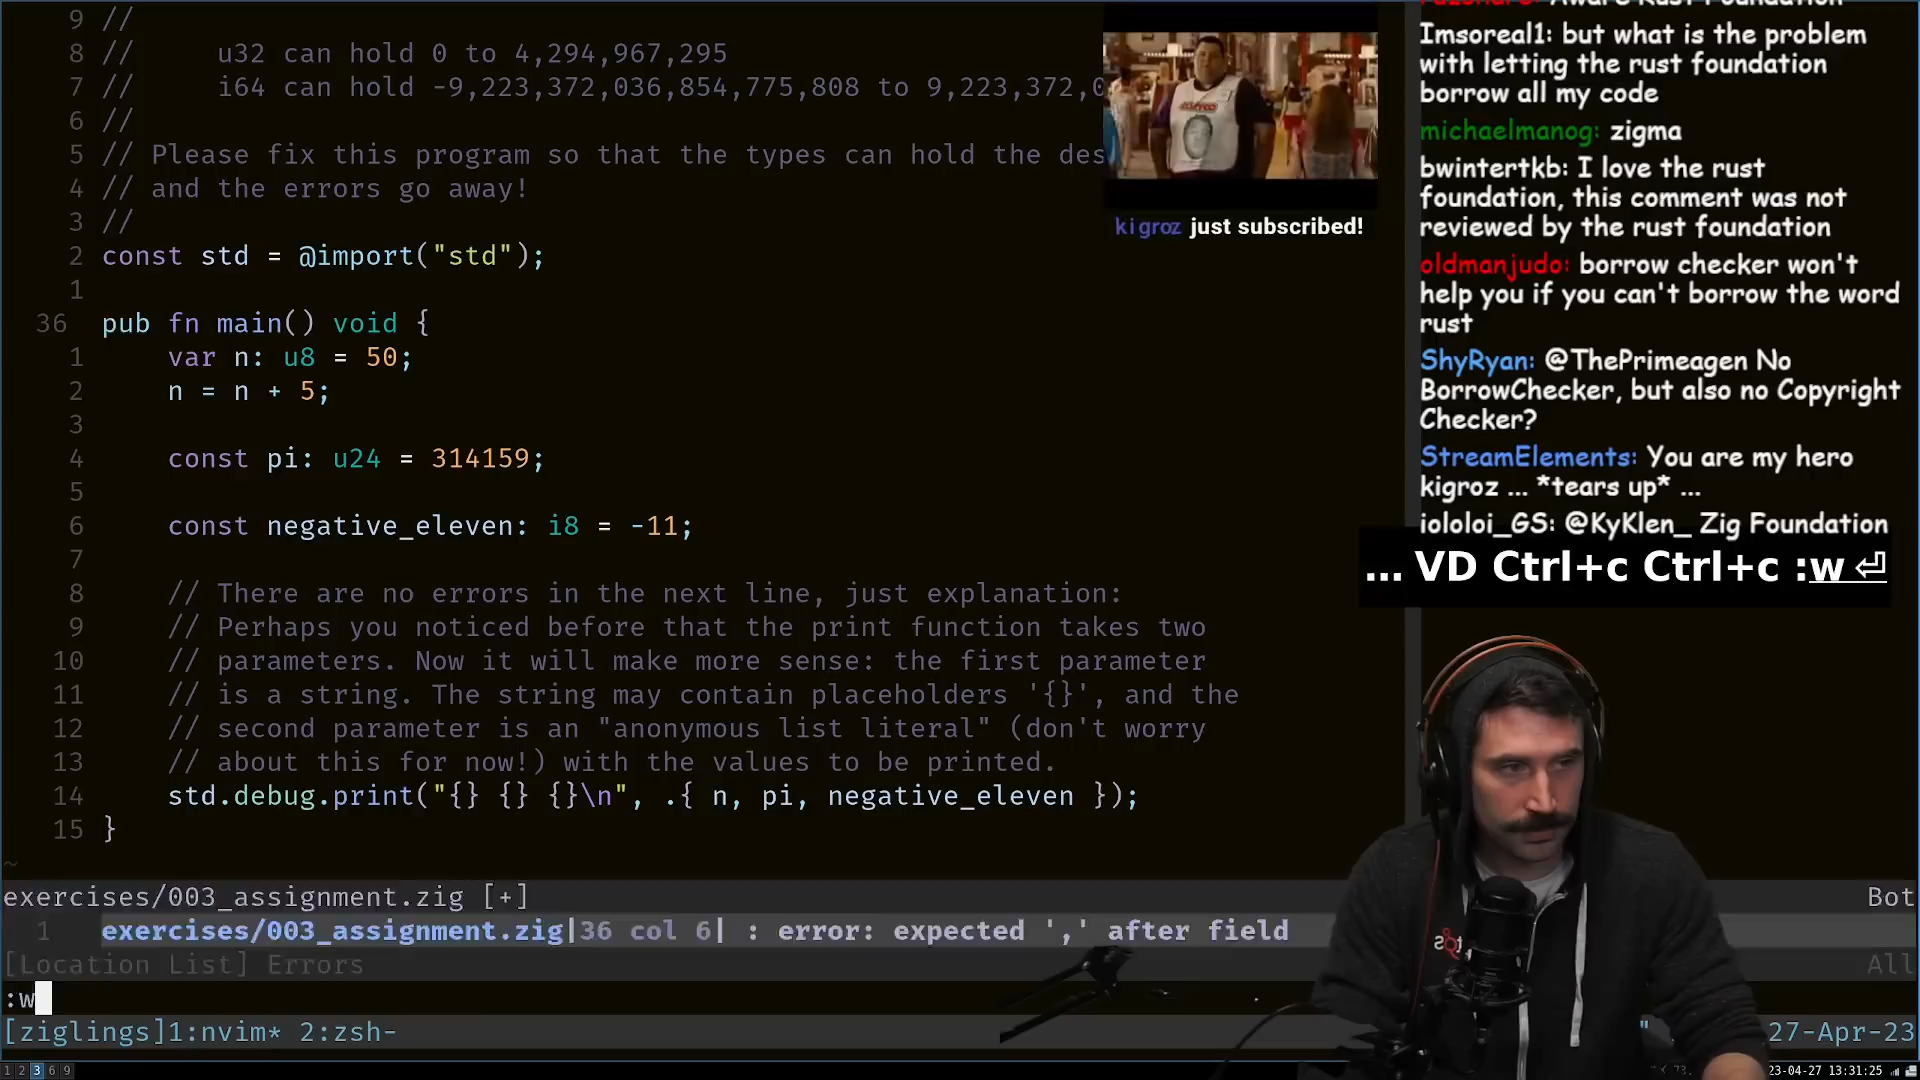 9 //
8 //     u32 can hold 0 to 4,294,967,295
7 //     i64 can hold -9,223,372,036,854,775,808 to 9,223,372,0
6 //
5 // Please fix this program so that the types can hold the des
4 // and the errors go away!
3 //
2 const std = @import("std");
1
36 pub fn main() void {
1     var n: u8 = 50;
2     n = n + 5;
3
4     const pi: u24 = 314159;
5
6     const negative_eleven: i8 = -11;
7
8     // There are no errors in the next line, just explanation:
9     // Perhaps you noticed before that the print function takes two
10     // parameters. Now it will make more sense: the first parameter
11     // is a string. The string may contain placeholders '{}', and the
12     // second parameter is an "anonymous list literal" (don't worry
13     // about this for now!) with the values to be printed.
14     std.debug.print("{} {} {}\n", .{ n, pi, negative_eleven });
15 }
~
exercises/003_assignment.zig [+] Bot
1 exercises/003_assignment.zig|36 col 6| : error: expected ',' after field
[Location List] Errors All
:w
[ziglings]1:nvim* 2:zsh- " 27-Apr-23
1 2 3 6 9
23-04-27 13:31:25
kigroz just subscribed!
Imsoreal1: but what is the problem
with letting the rust foundation
borrow all my code
michaelmanog: zigma
bwintertkb: I love the rust
foundation, this comment was not
reviewed by the rust foundation
oldmanjudo: borrow checker won't
help you if you can't borrow the word
rust
ShyRyan: @ThePrimeagen No
BorrowChecker, but also no Copyright
Checker?
StreamElements: You are my hero
kigroz ... *tears up* ...
iololoi_GS: @KyKlen_ Zig Foundation
... VD Ctrl+c Ctrl+c :w ⏎